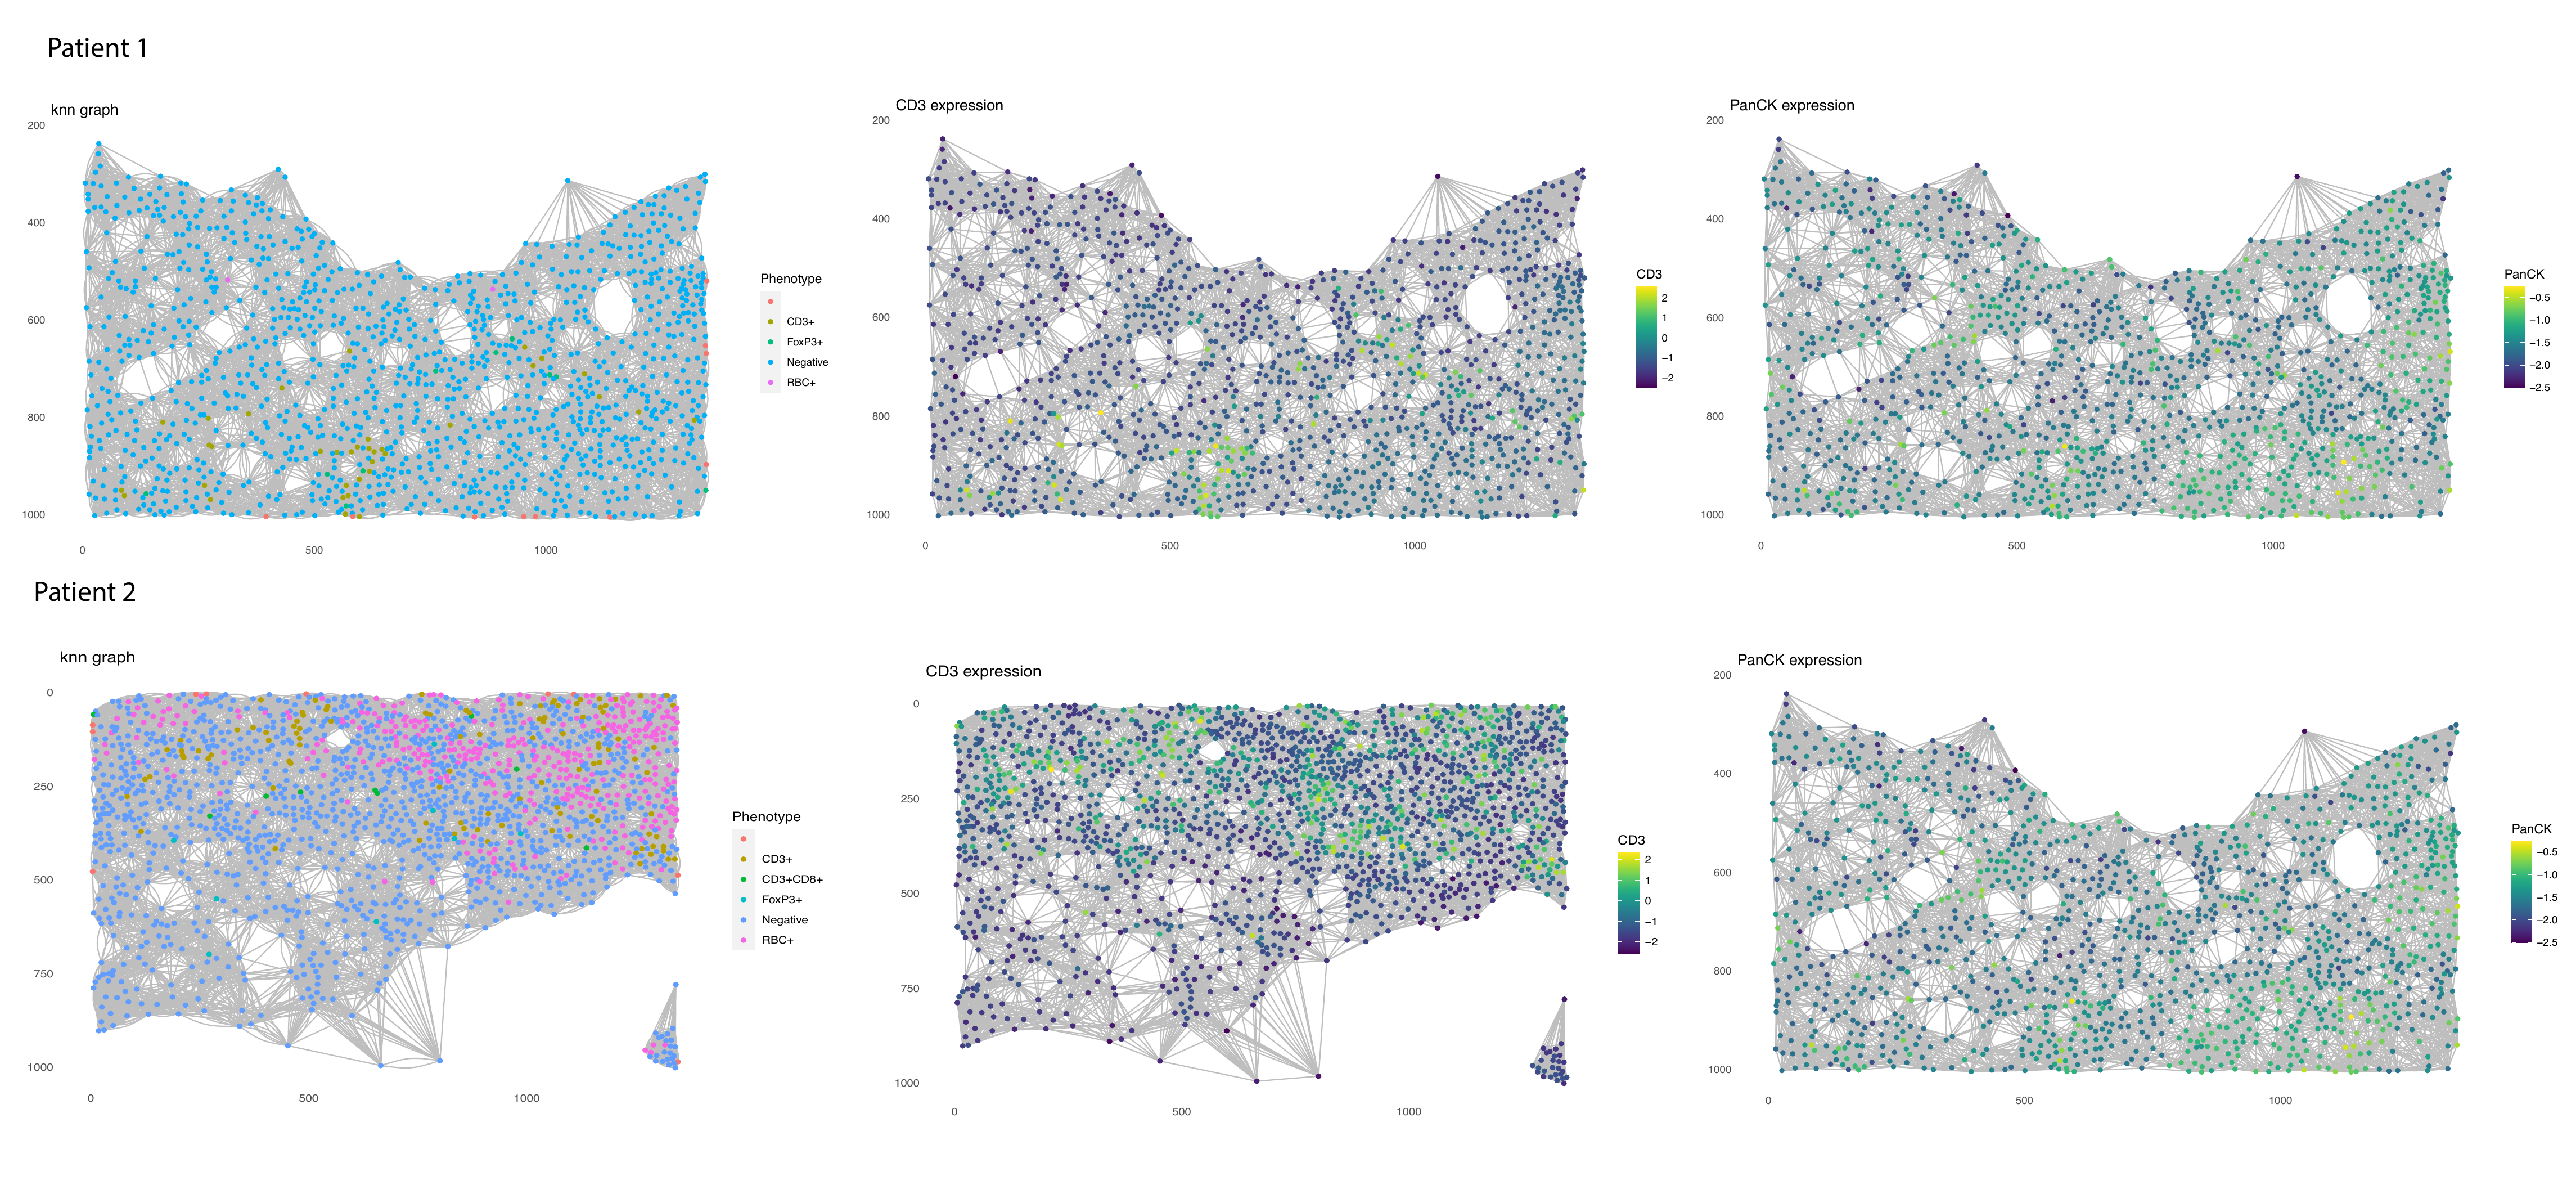 Patient 1
knn graph
200
400
600
800
1000
0 500 1000
Phenotype
CD3+
FoxP3+
Negative
RBC+
CD3 expression
200
400
600
800
1000
0 500 1000
CD3
2
1
0
−1
−2
PanCK expression
200
400
600
800
1000
0 500 1000
PanCK
−0.5
−1.0
−1.5
−2.0
−2.5
Patient 2
knn graph
0
250
500
750
1000
0 500 1000
Phenotype
CD3+
CD3+CD8+
FoxP3+
Negative
RBC+
CD3 expression
0
250
500
750
1000
0 500 1000
CD3
2
1
0
−1
−2
PanCK expression
200
400
600
800
1000
0 500 1000
PanCK
−0.5
−1.0
−1.5
−2.0
−2.5